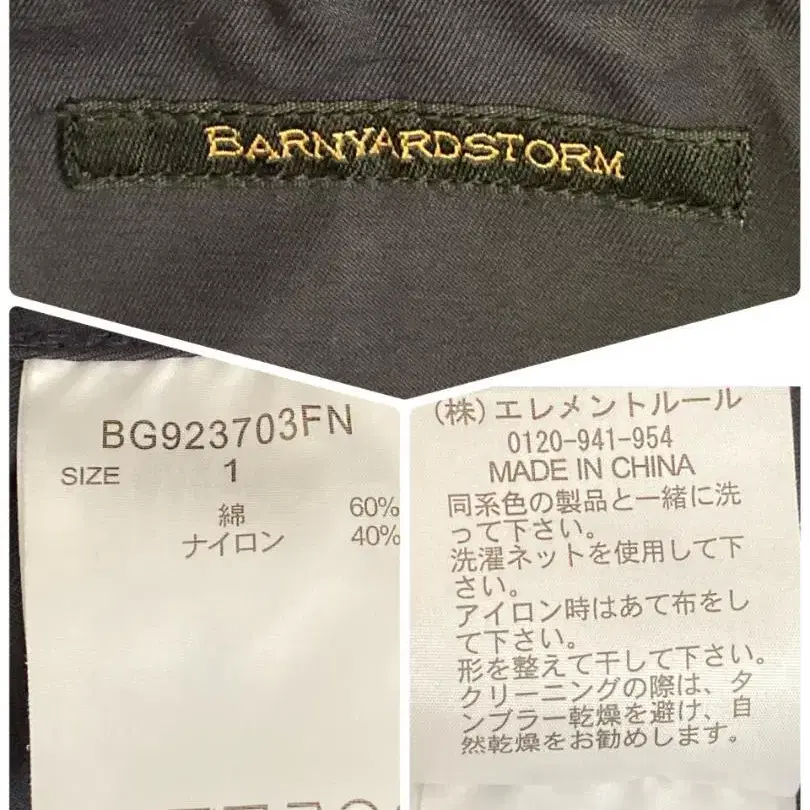 BARNYARDSTORM
BG923703FN
SIZE 1
綿 60%
ナイロン 40%
(株)エレメントルール
0120-941-954
MADE IN CHINA
同系色の製品と一緒に洗
って下さい。
洗濯ネットを使用して下
さい。
アイロン時はあて布をし
て下さい。
形を整えて干して下さい。
クリーニングの際は、タ
ンブラー乾燥を避け、自
然乾燥をお勧めします。